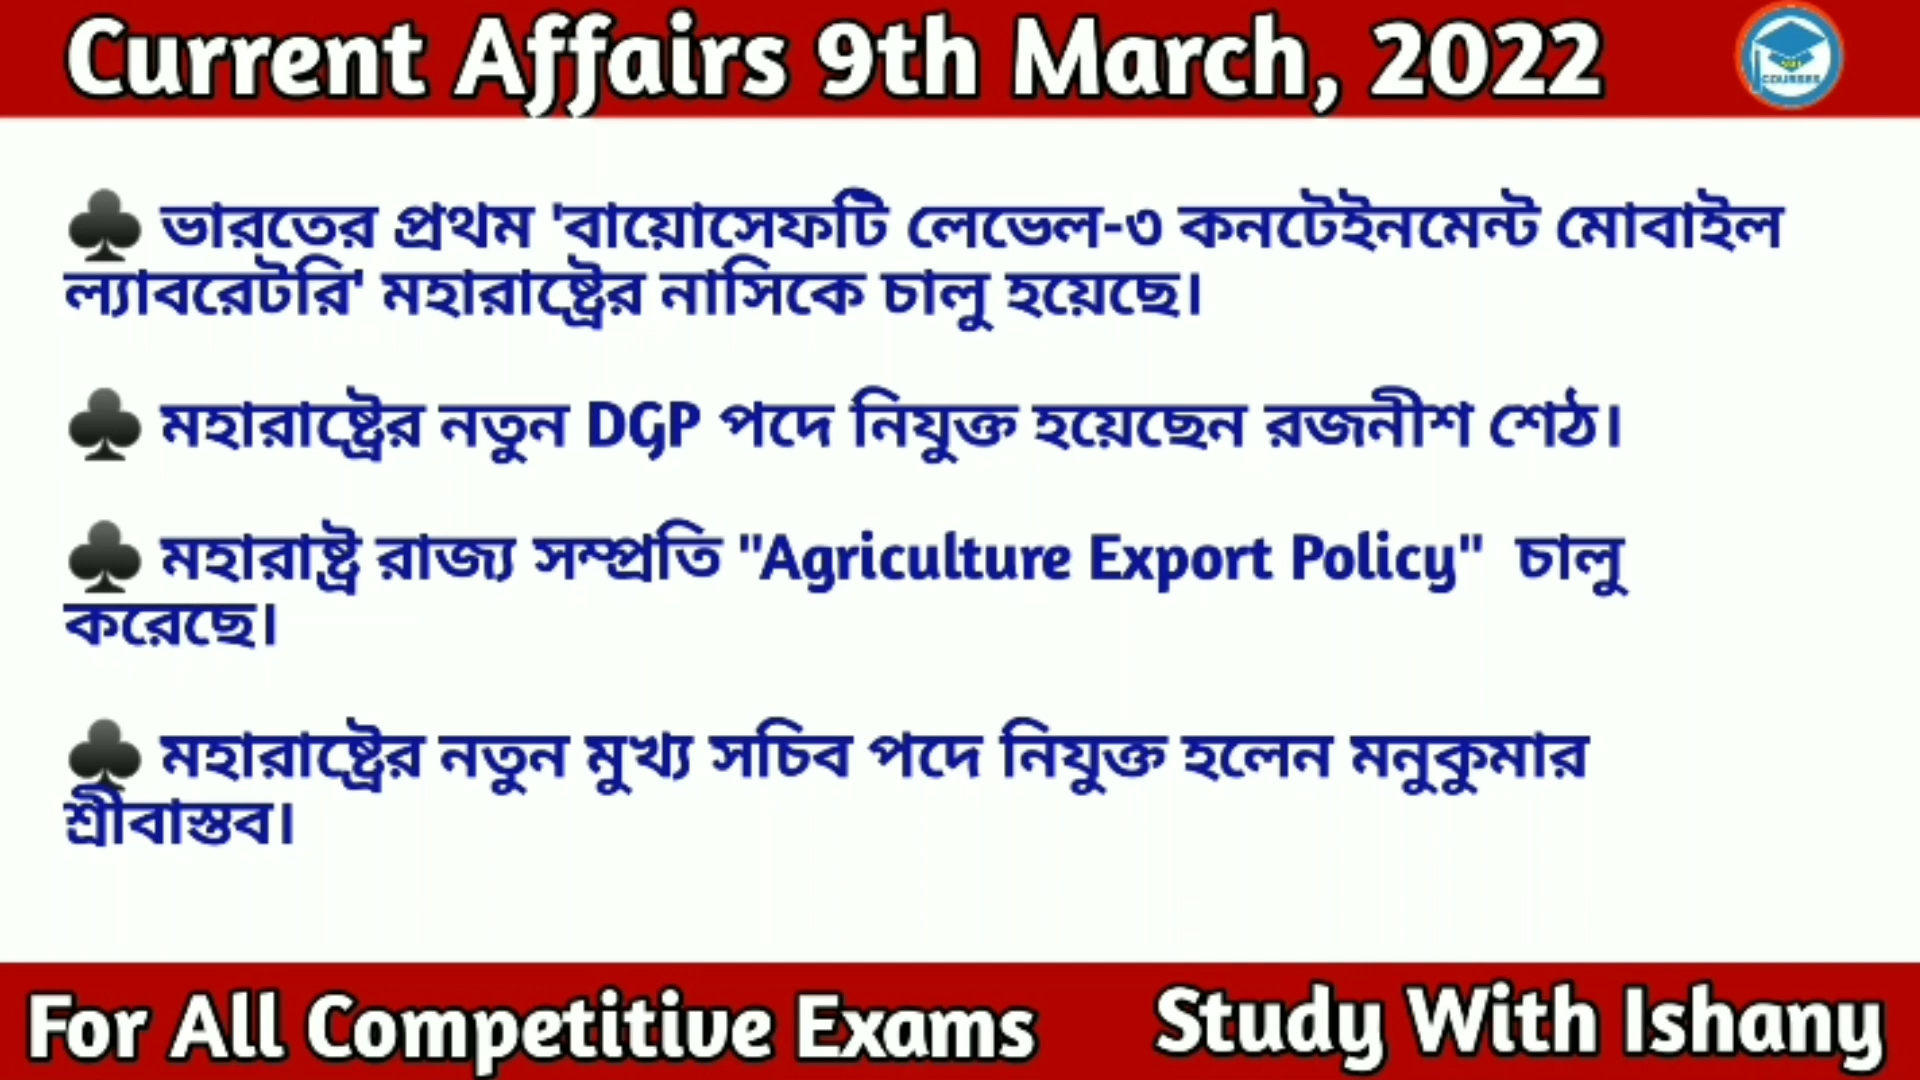 Current Affairs 9th March, 2022
COURSES
♣ ভারতের প্রথম 'বায়োসেফটি লেভেল-৩ কনটেইনমেন্ট মোবাইল
ল্যাবরেটরি' মহারাষ্ট্রের নাসিকে চালু হয়েছে।
♣ মহারাষ্ট্রের নতুন DGP পদে নিযুক্ত হয়েছেন রজনীশ শেঠ।
♣ মহারাষ্ট্র রাজ্য সম্প্রতি "Agriculture Export Policy" চালু
করেছে।
♣ মহারাষ্ট্রের নতুন মুখ্য সচিব পদে নিযুক্ত হলেন মনুকুমার
শ্রীবাস্তব।
For All Competitive Exams
Study With Ishany